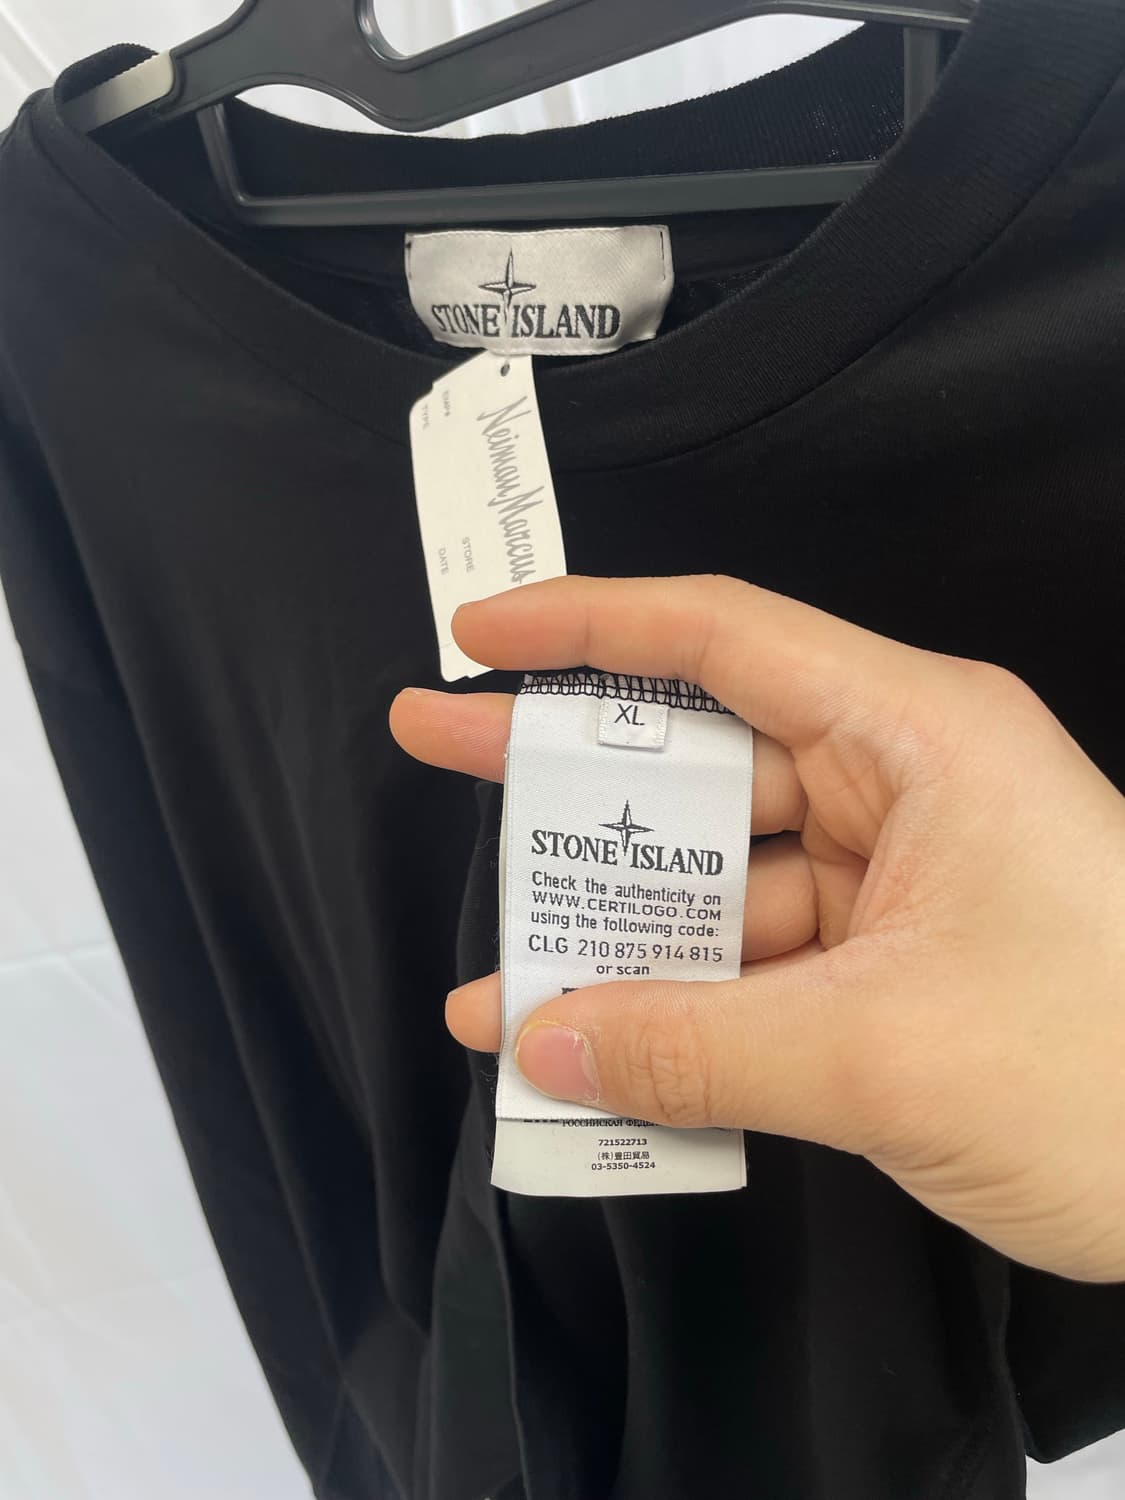 STONE ISLAND
Neiman Marcus
EMP#
TYPE
STORE
DATE
XL
STONE ISLAND
Check the authenticity on
WWW.CERTILOGO.COM
using the following code:
CLG 210 875 914 815
or scan
РОССИЙСКАЯ
721522713
(株)豊田貿易
03-5350-4524